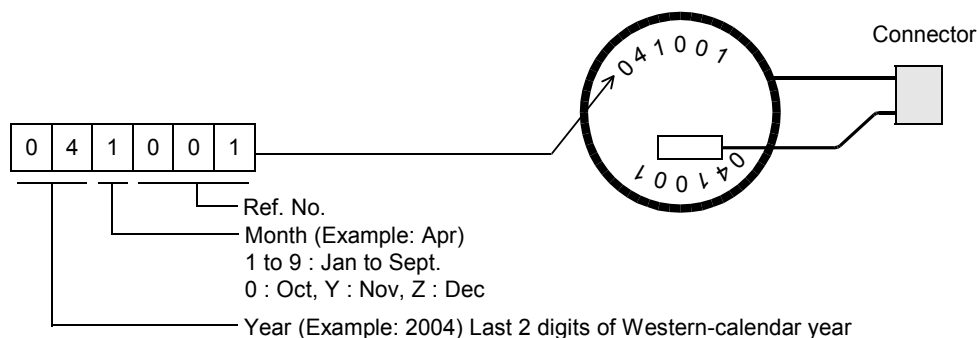 Connector
041001
0 4 1 0 0 1
041001
Ref. No.
Month (Example: Apr)
1 to 9 : Jan to Sept.
0 : Oct, Y : Nov, Z : Dec
Year (Example: 2004) Last 2 digits of Western-calendar year